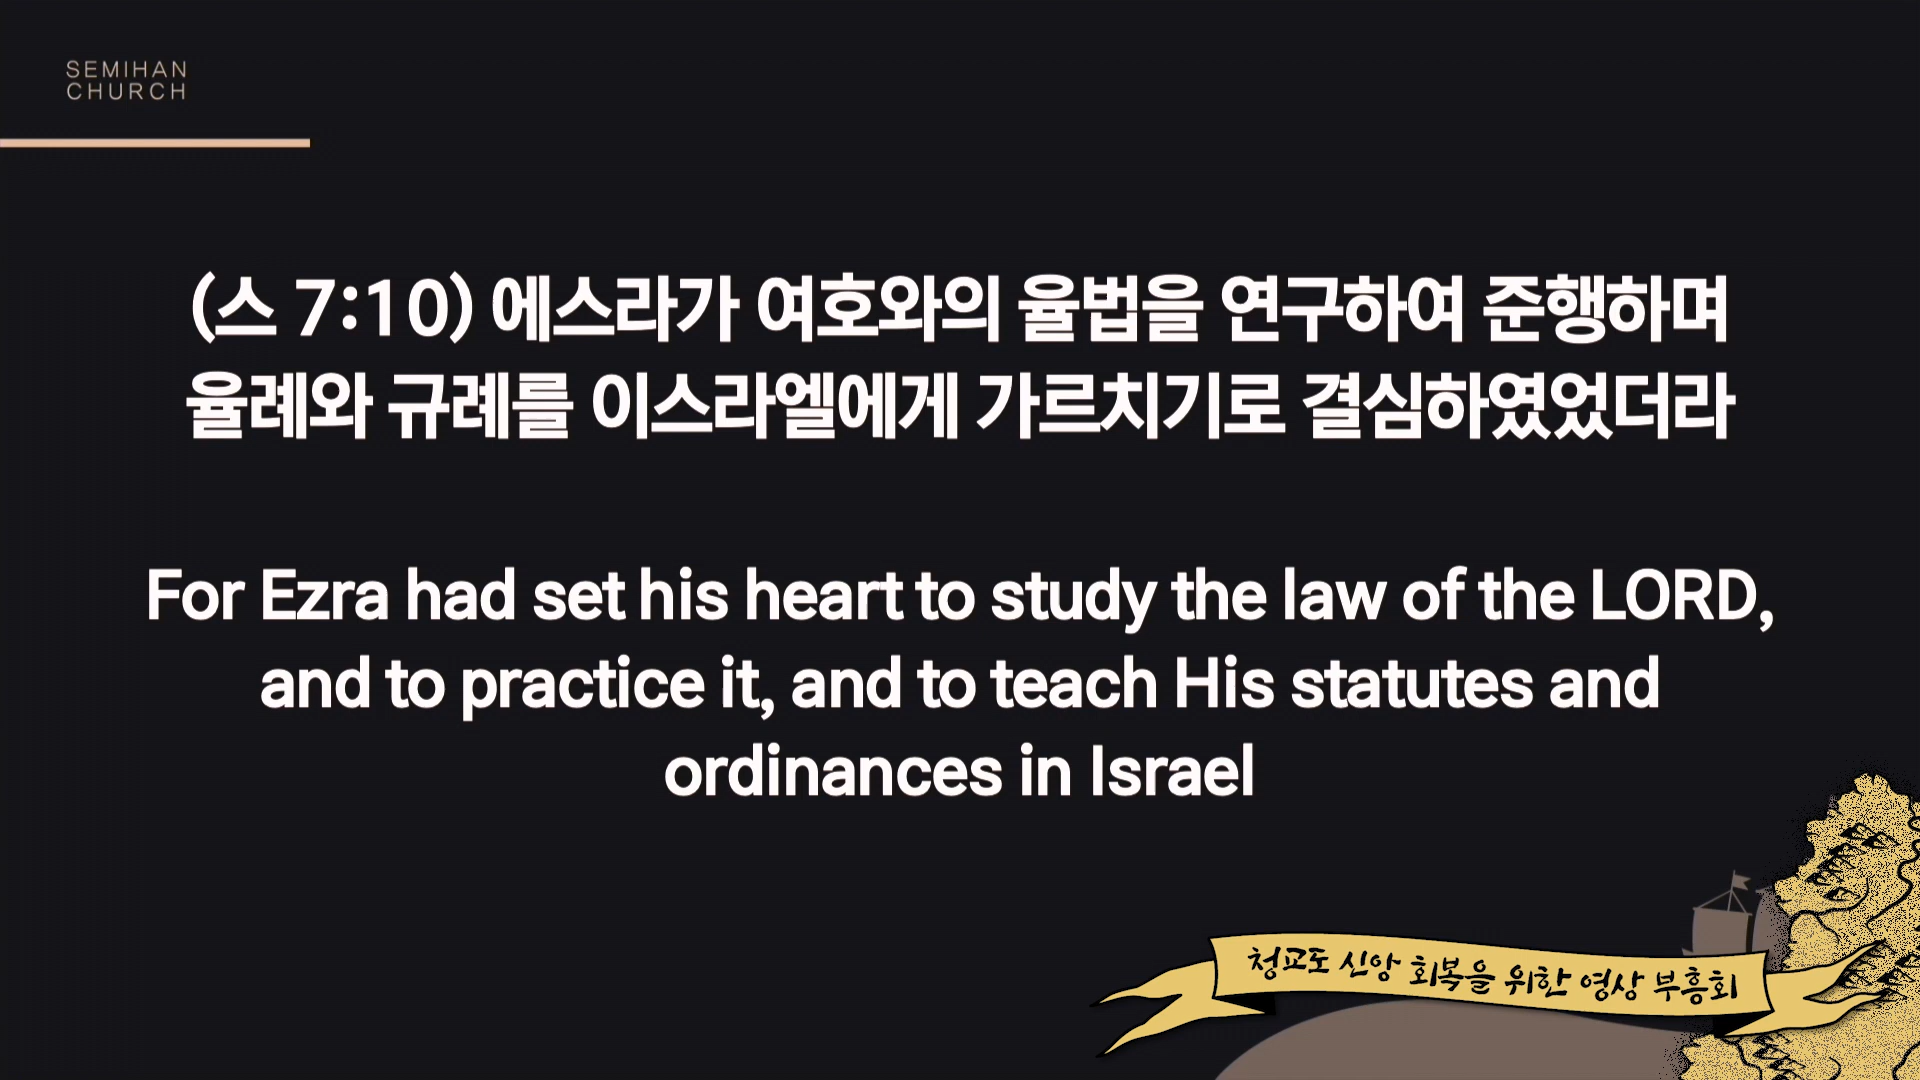 SEMIHAN
CHURCH
(스 7:10) 에스라가 여호와의 율법을 연구하여 준행하며
율례와 규례를 이스라엘에게 가르치기로 결심하였었더라
For Ezra had set his heart to study the law of the LORD,
and to practice it, and to teach His statutes and
ordinances in Israel
청교도 신앙 회복을 위한 영상 부흥회